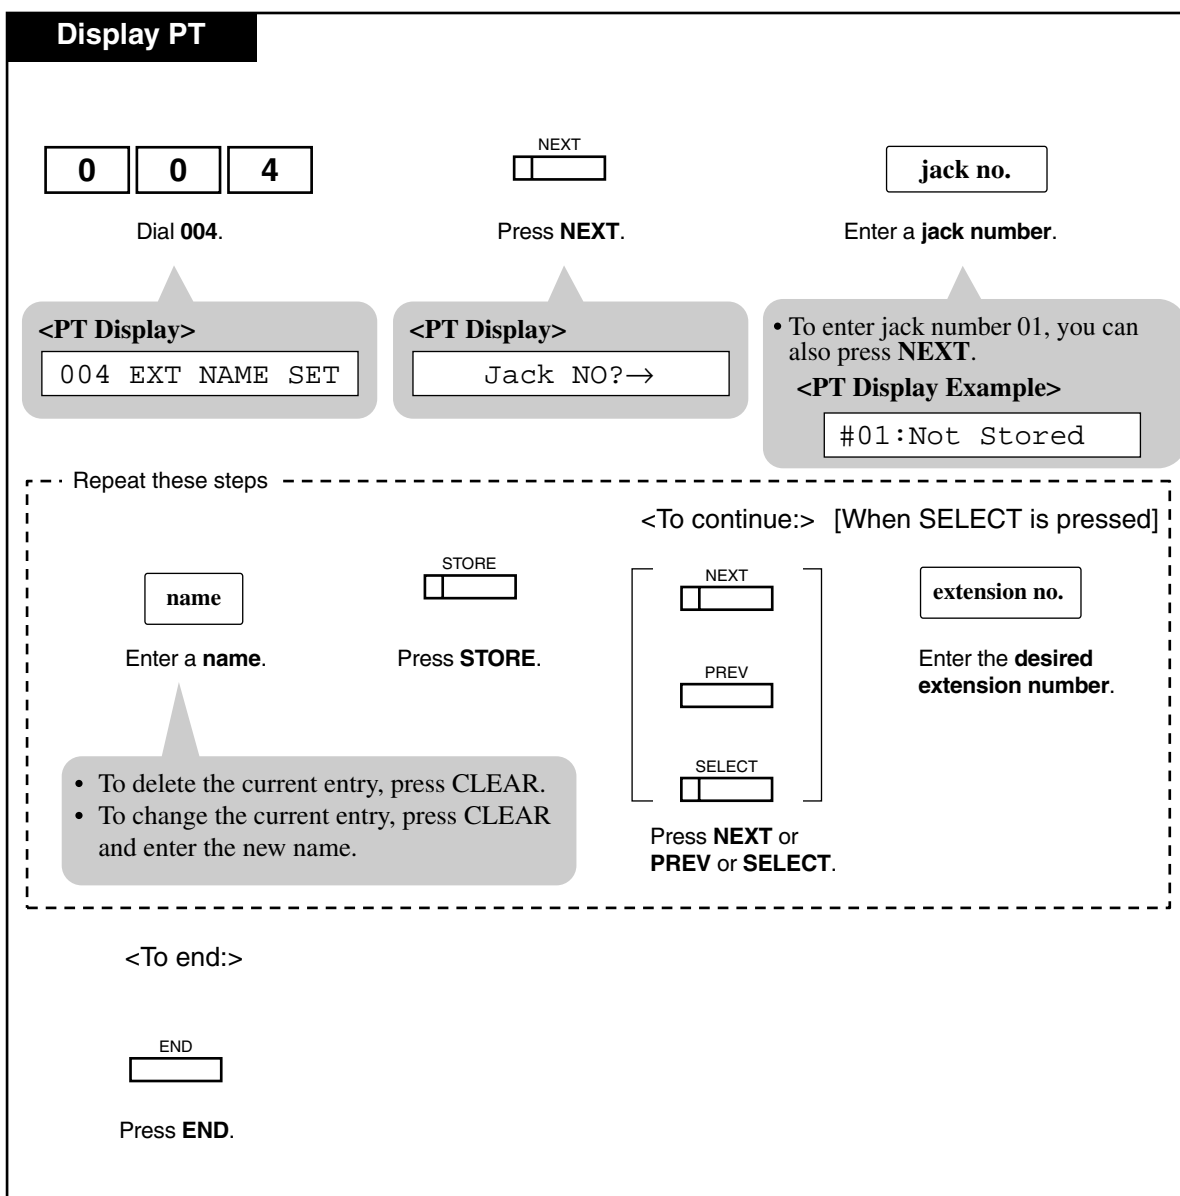 Display PT
0 0 4
NEXT
jack no.
Dial 004.
Press NEXT.
Enter a jack number.
<PT Display>
004 EXT NAME SET
<PT Display>
Jack NO?→
• To enter jack number 01, you can
also press NEXT.
<PT Display Example>
#01:Not Stored
Repeat these steps
<To continue:> [When SELECT is pressed]
name
Enter a name.
STORE
Press STORE.
NEXT
PREV
SELECT
Press NEXT or
PREV or SELECT.
extension no.
Enter the desired
extension number.
• To delete the current entry, press CLEAR.
• To change the current entry, press CLEAR
and enter the new name.
<To end:>
END
Press END.